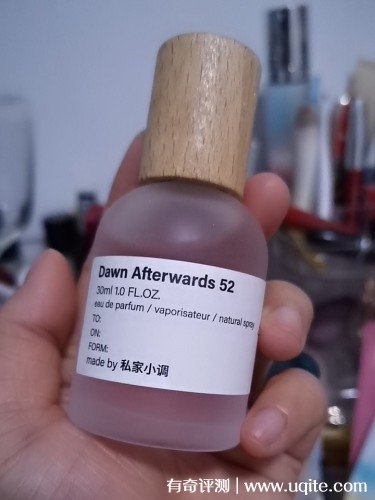 Dawn Afterwards 52
30ml 1.0 FL.OZ.
eau de parfum / vaporisateur / natural spray
TO:
ON:
FORM:
made by 私家小调
有奇评测 | www.uqite.com